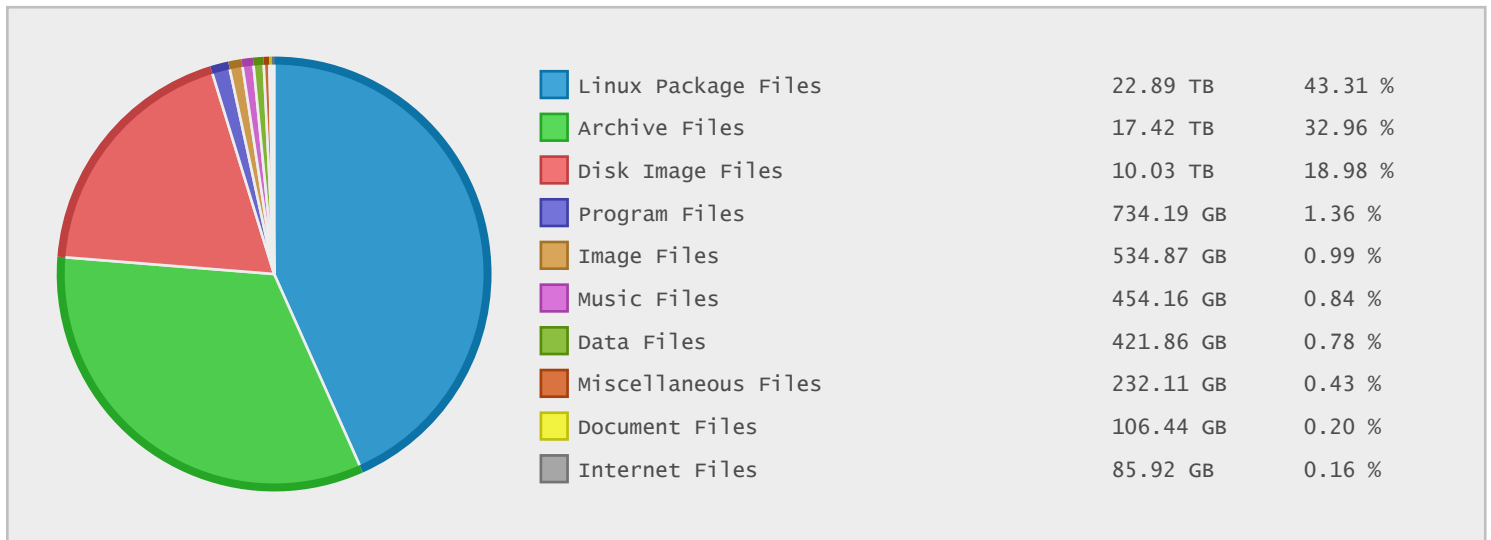 Linux Package Files 22.89 TB 43.31 %
Archive Files 17.42 TB 32.96 %
Disk Image Files 10.03 TB 18.98 %
Program Files 734.19 GB 1.36 %
Image Files 534.87 GB 0.99 %
Music Files 454.16 GB 0.84 %
Data Files 421.86 GB 0.78 %
Miscellaneous Files 232.11 GB 0.43 %
Document Files 106.44 GB 0.20 %
Internet Files 85.92 GB 0.16 %